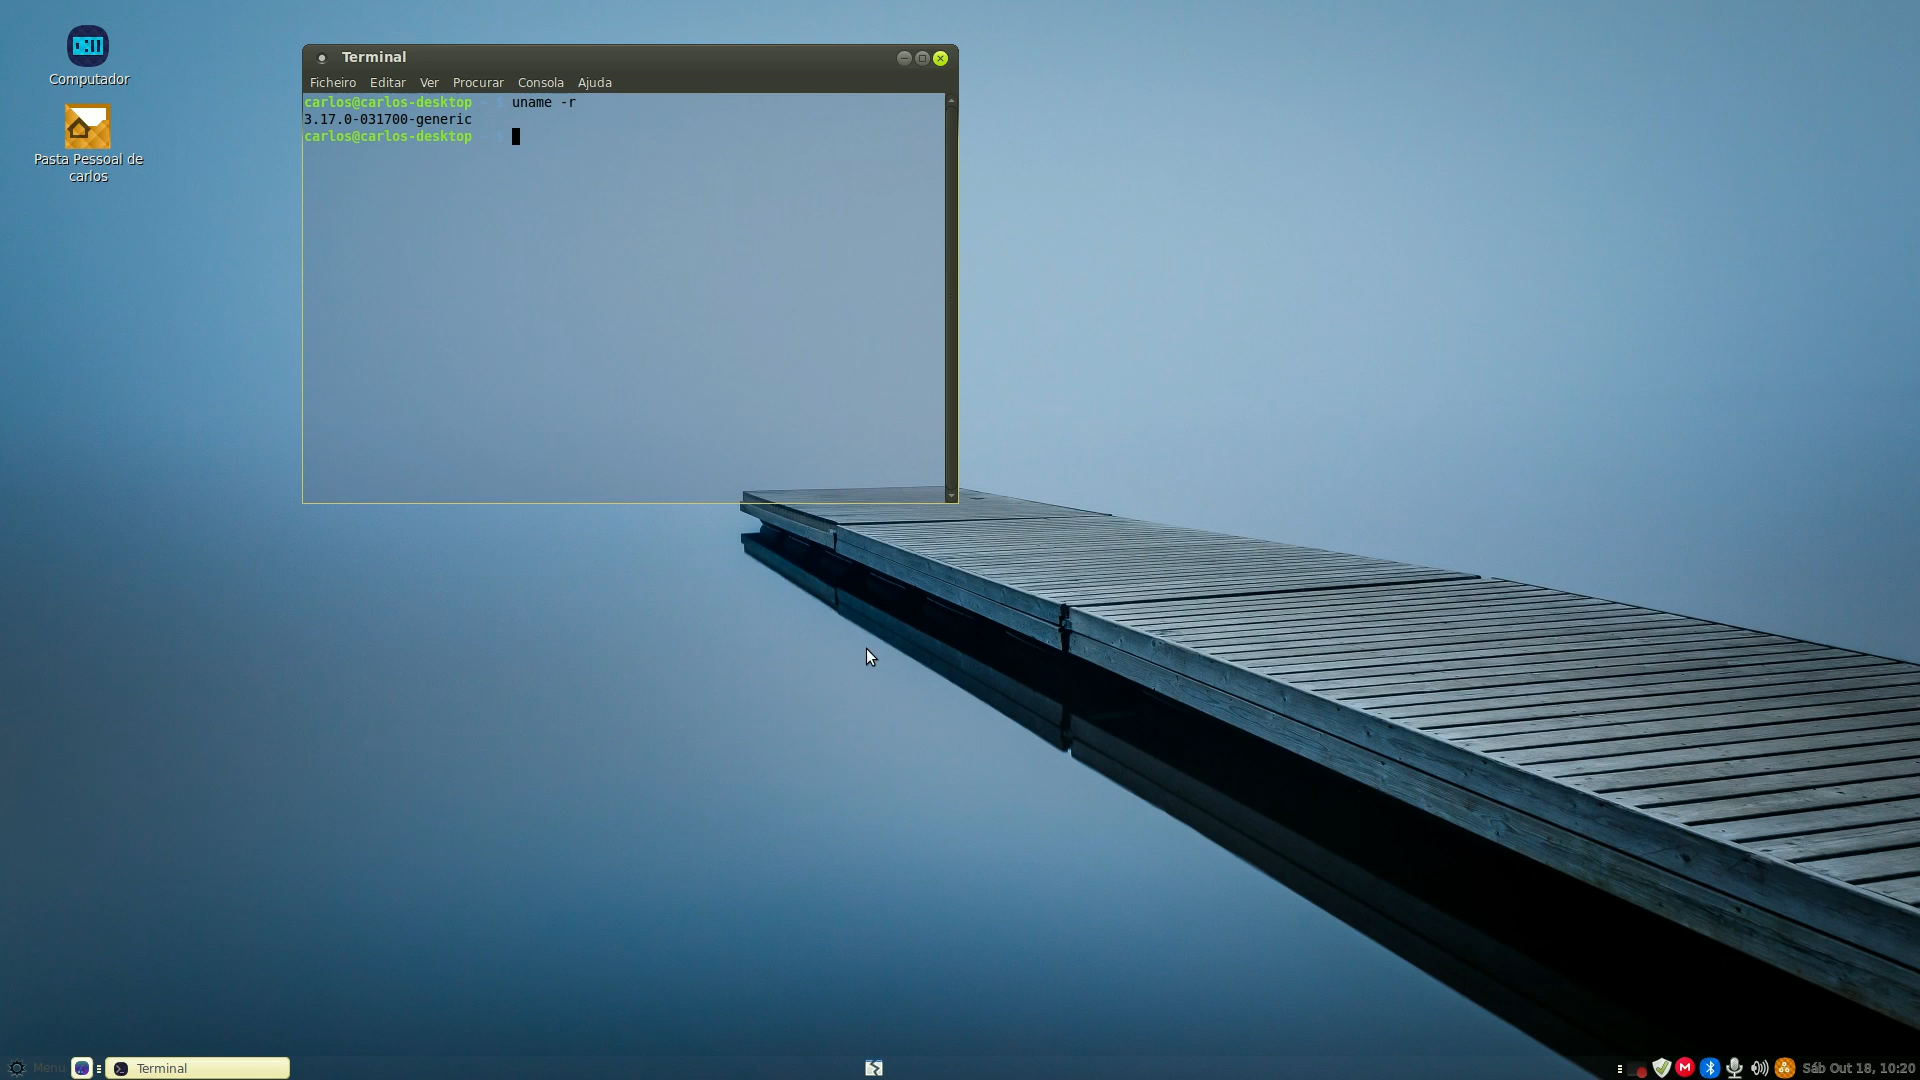 Computador
Pasta Pessoal de
carlos
Terminal
Ficheiro Editar Ver Procurar Consola Ajuda
carlos@carlos-desktop ~ $ uname -r
3.17.0-031700-generic
carlos@carlos-desktop ~ $
Menu
Terminal
Sáb Out 18, 10:20